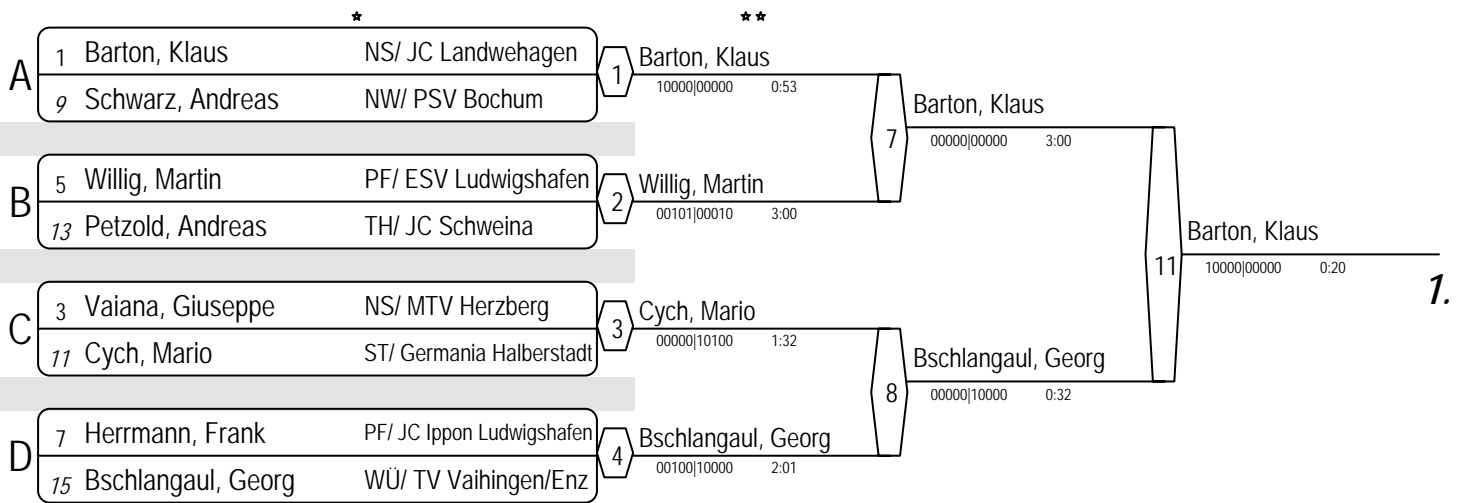 * **
A
1 Barton, Klaus NS/ JC Landwehagen
9 Schwarz, Andreas NW/ PSV Bochum
1
Barton, Klaus
10000|00000 0:53
B
5 Willig, Martin PF/ ESV Ludwigshafen
13 Petzold, Andreas TH/ JC Schweina
2
Willig, Martin
00101|00010 3:00
7
Barton, Klaus
00000|00000 3:00
C
3 Vaiana, Giuseppe NS/ MTV Herzberg
11 Cych, Mario ST/ Germania Halberstadt
3
Cych, Mario
00000|10100 1:32
D
7 Herrmann, Frank PF/ JC Ippon Ludwigshafen
15 Bschlangaul, Georg WÜ/ TV Vaihingen/Enz
4
Bschlangaul, Georg
00100|10000 2:01
8
Bschlangaul, Georg
00000|10000 0:32
11
Barton, Klaus
10000|00000 0:20
1.